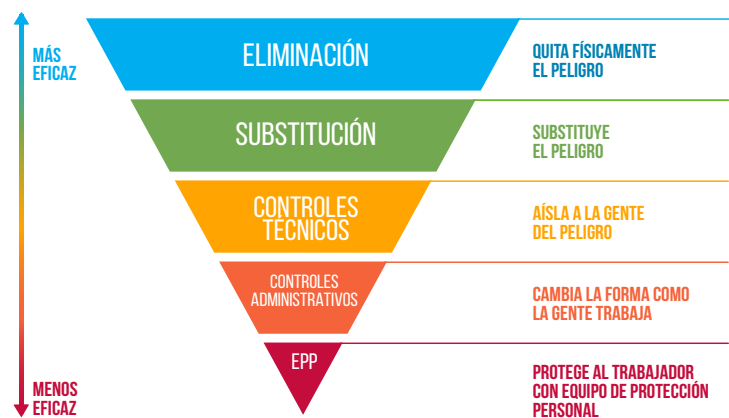 MÁS
EFICAZ
ELIMINACIÓN
QUITA FÍSICAMENTE
EL PELIGRO
SUBSTITUCIÓN
SUBSTITUYE
EL PELIGRO
CONTROLES
TÉCNICOS
AÍSLA A LA GENTE
DEL PELIGRO
CONTROLES
ADMINISTRATIVOS
CAMBIA LA FORMA COMO
LA GENTE TRABAJA
EPP
PROTEGE AL TRABAJADOR
CON EQUIPO DE PROTECCIÓN
PERSONAL
MENOS
EFICAZ